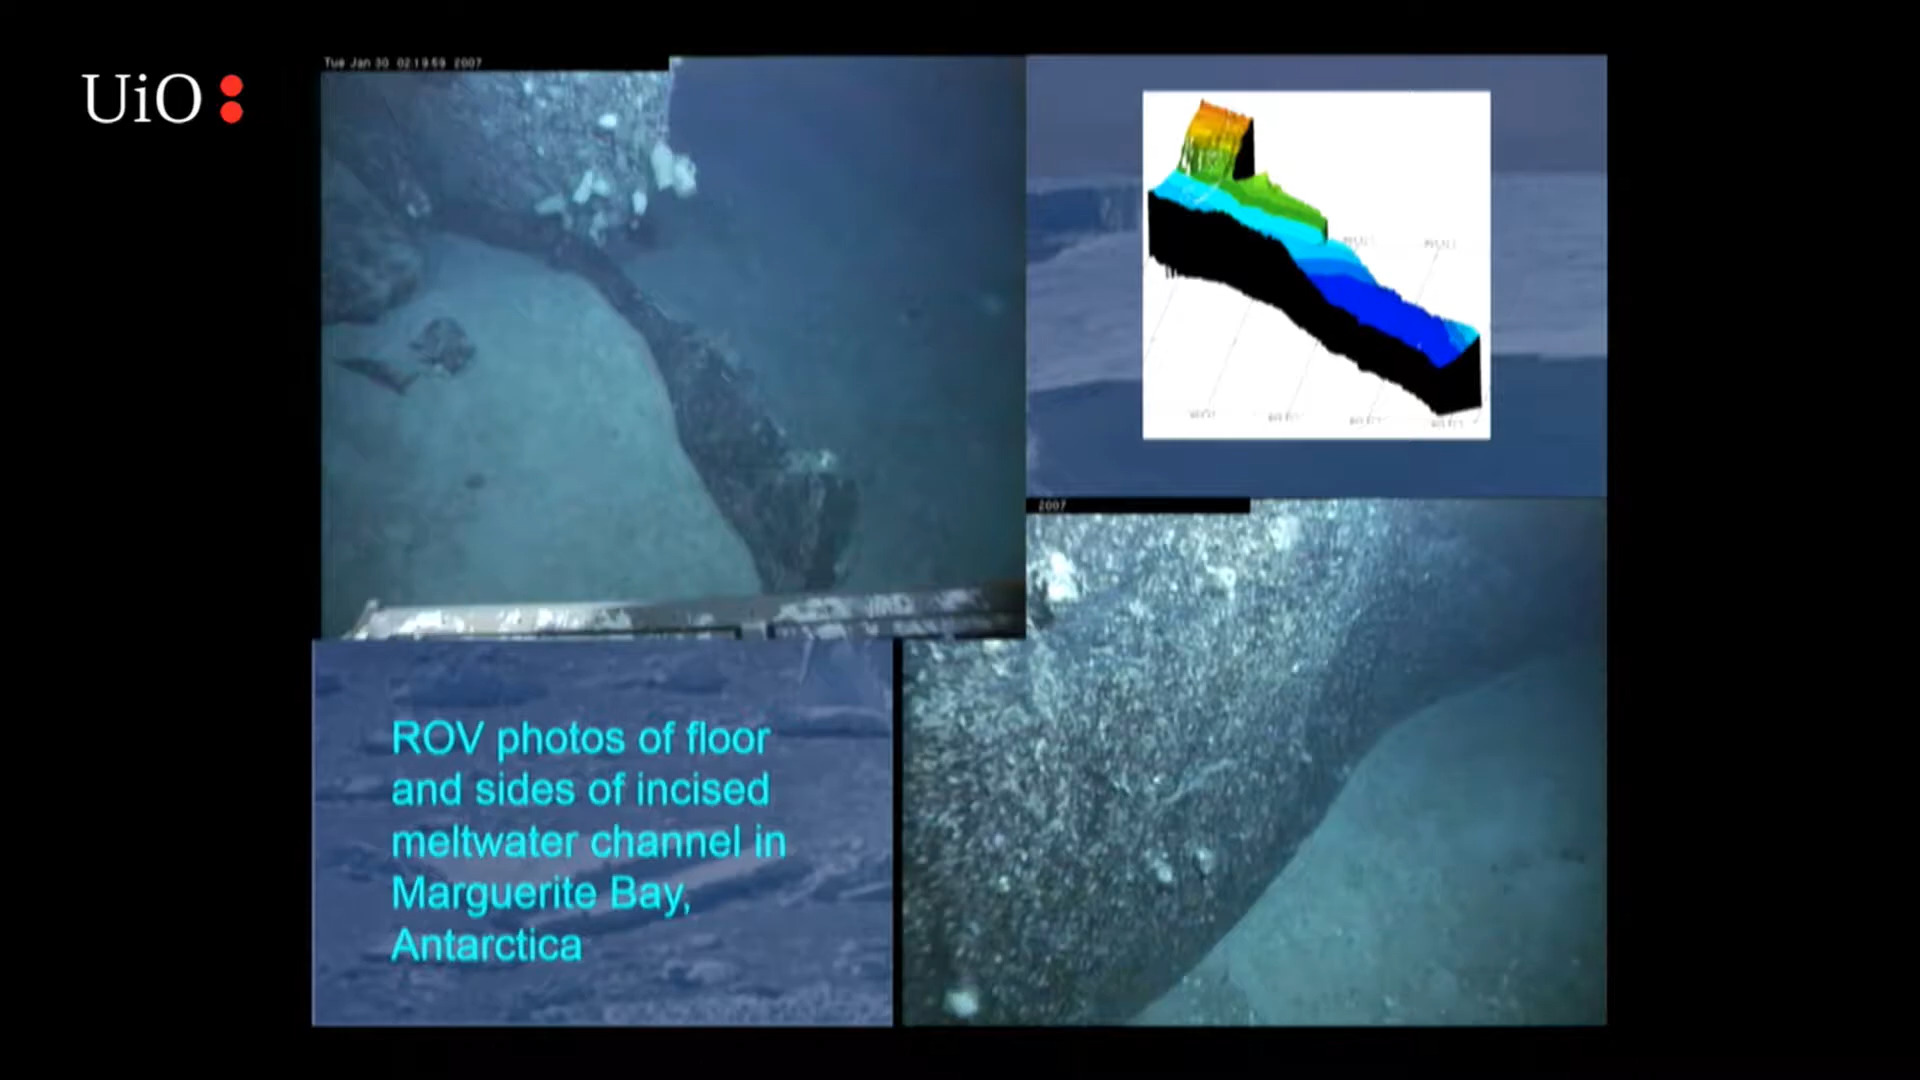 UiO
Tue Jan 30 02:19:59 2007
2007
ROV photos of floor
and sides of incised
meltwater channel in
Marguerite Bay,
Antarctica